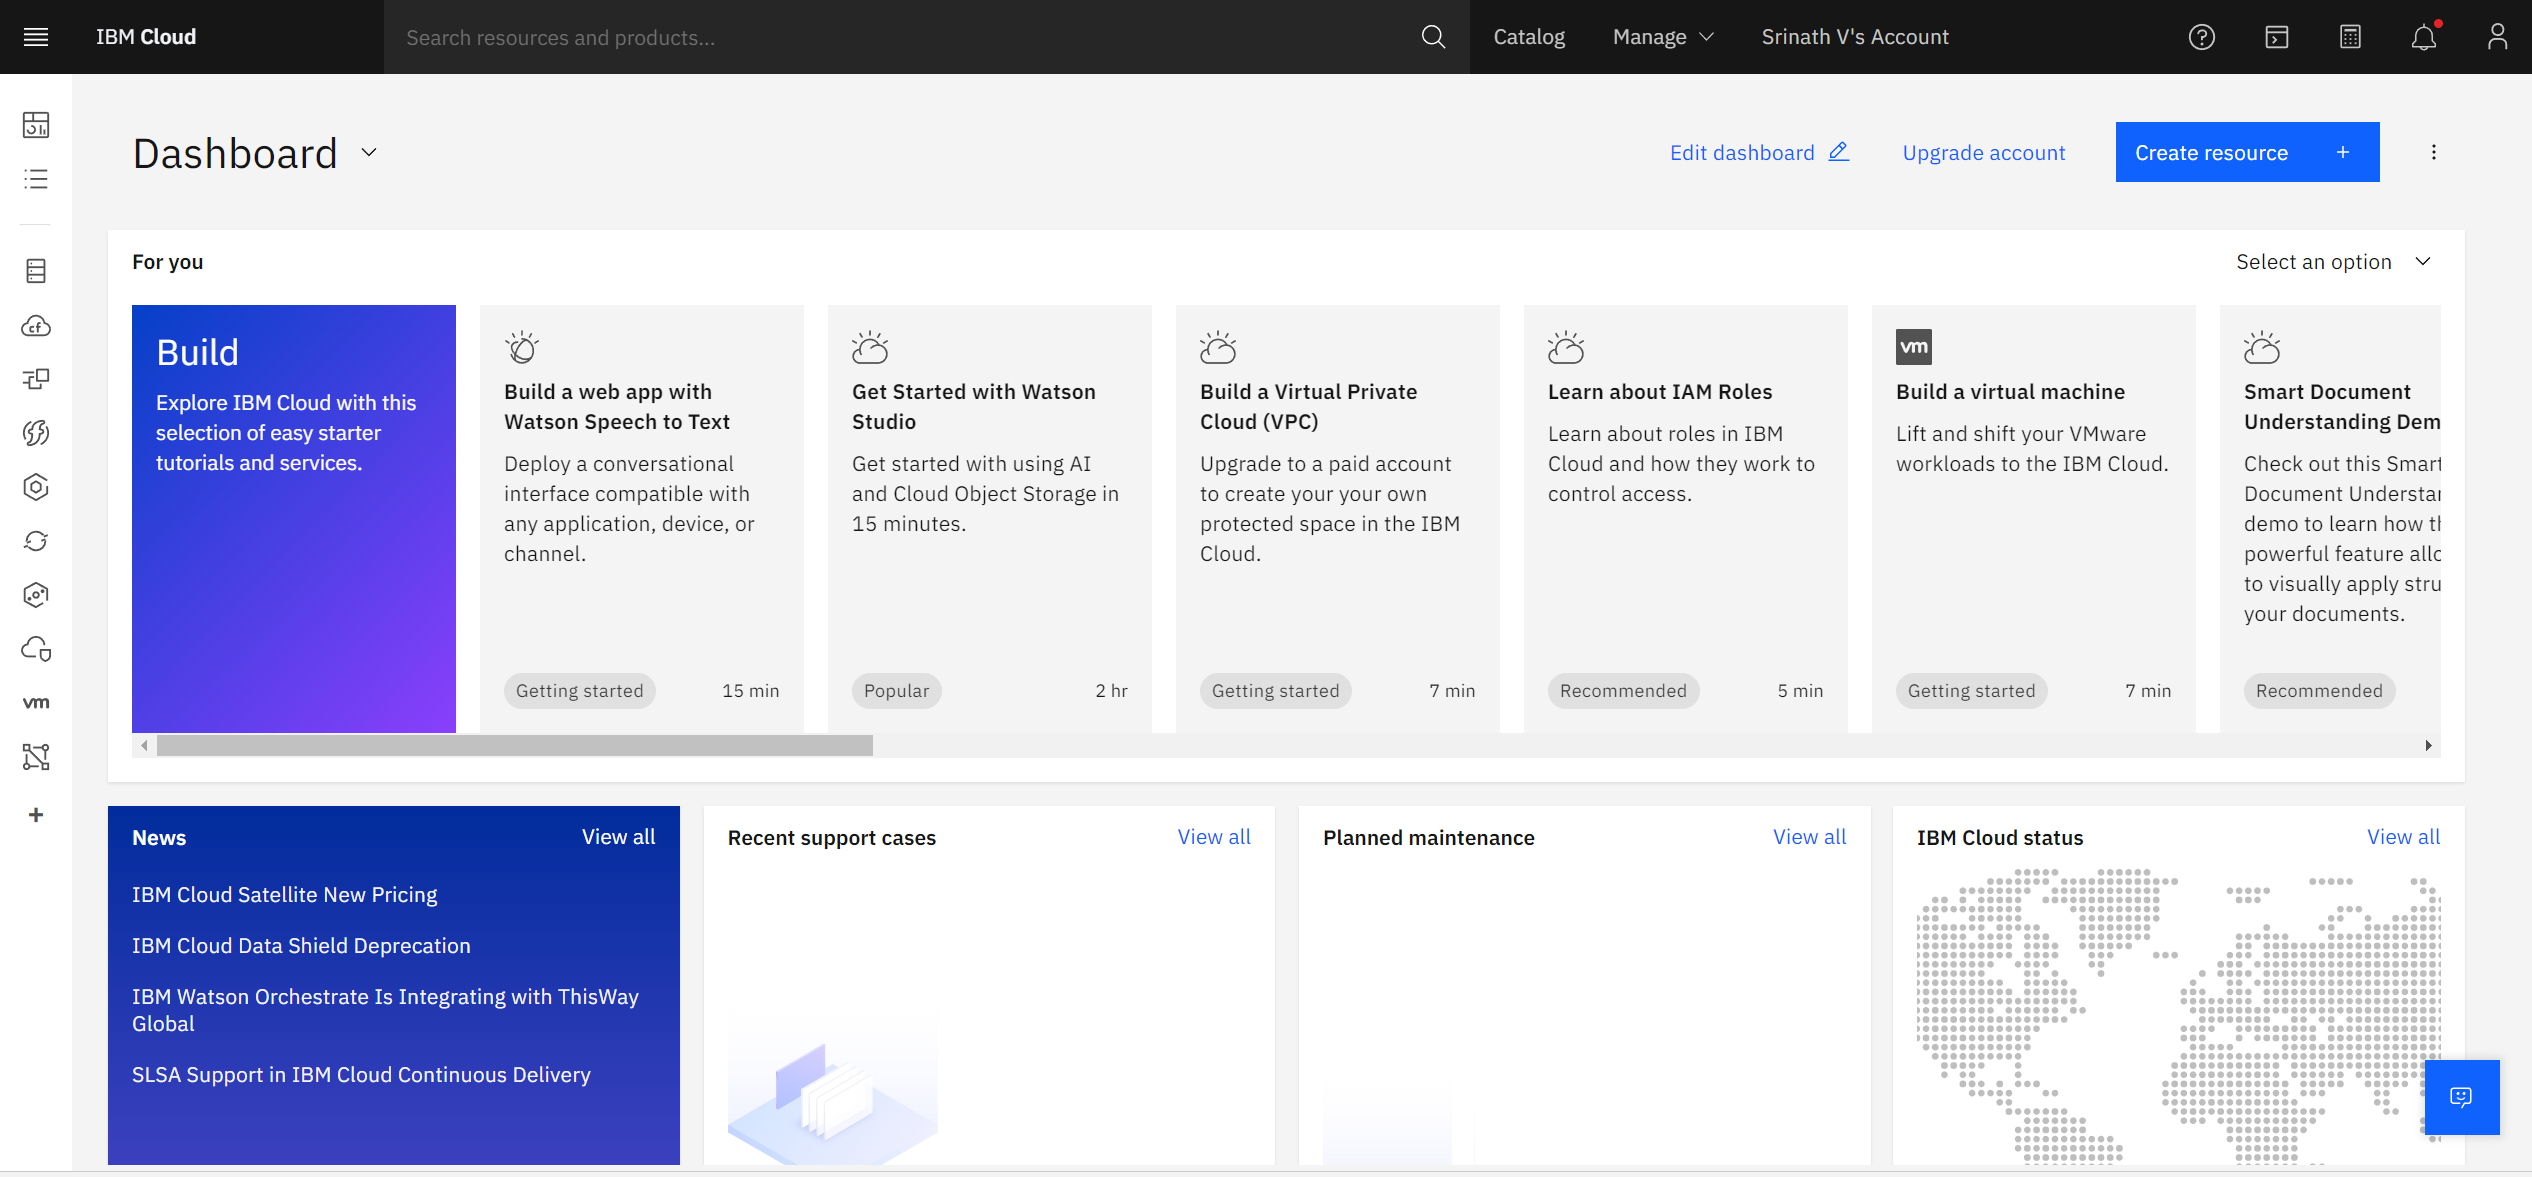 IBM Cloud
Search resources and products...
Catalog
Manage
Srinath V's Account
Dashboard
Edit dashboard
Upgrade account
Create resource +
For you
Select an option
Build
Explore IBM Cloud with this
selection of easy starter
tutorials and services.
Build a web app with
Watson Speech to Text
Deploy a conversational
interface compatible with
any application, device, or
channel.
Getting started
15 min
Get Started with Watson
Studio
Get started with using AI
and Cloud Object Storage in
15 minutes.
Popular
2 hr
Build a Virtual Private
Cloud (VPC)
Upgrade to a paid account
to create your your own
protected space in the IBM
Cloud.
Getting started
7 min
Learn about IAM Roles
Learn about roles in IBM
Cloud and how they work to
control access.
Recommended
5 min
vm
Build a virtual machine
Lift and shift your VMware
workloads to the IBM Cloud.
Getting started
7 min
Smart Document
Understanding Dem
Check out this Smart
Document Understa
demo to learn how th
powerful feature allo
to visually apply stru
your documents.
Recommended
cf
vm
+
News
View all
IBM Cloud Satellite New Pricing
IBM Cloud Data Shield Deprecation
IBM Watson Orchestrate Is Integrating with ThisWay
Global
SLSA Support in IBM Cloud Continuous Delivery
Recent support cases
View all
Planned maintenance
View all
IBM Cloud status
View all